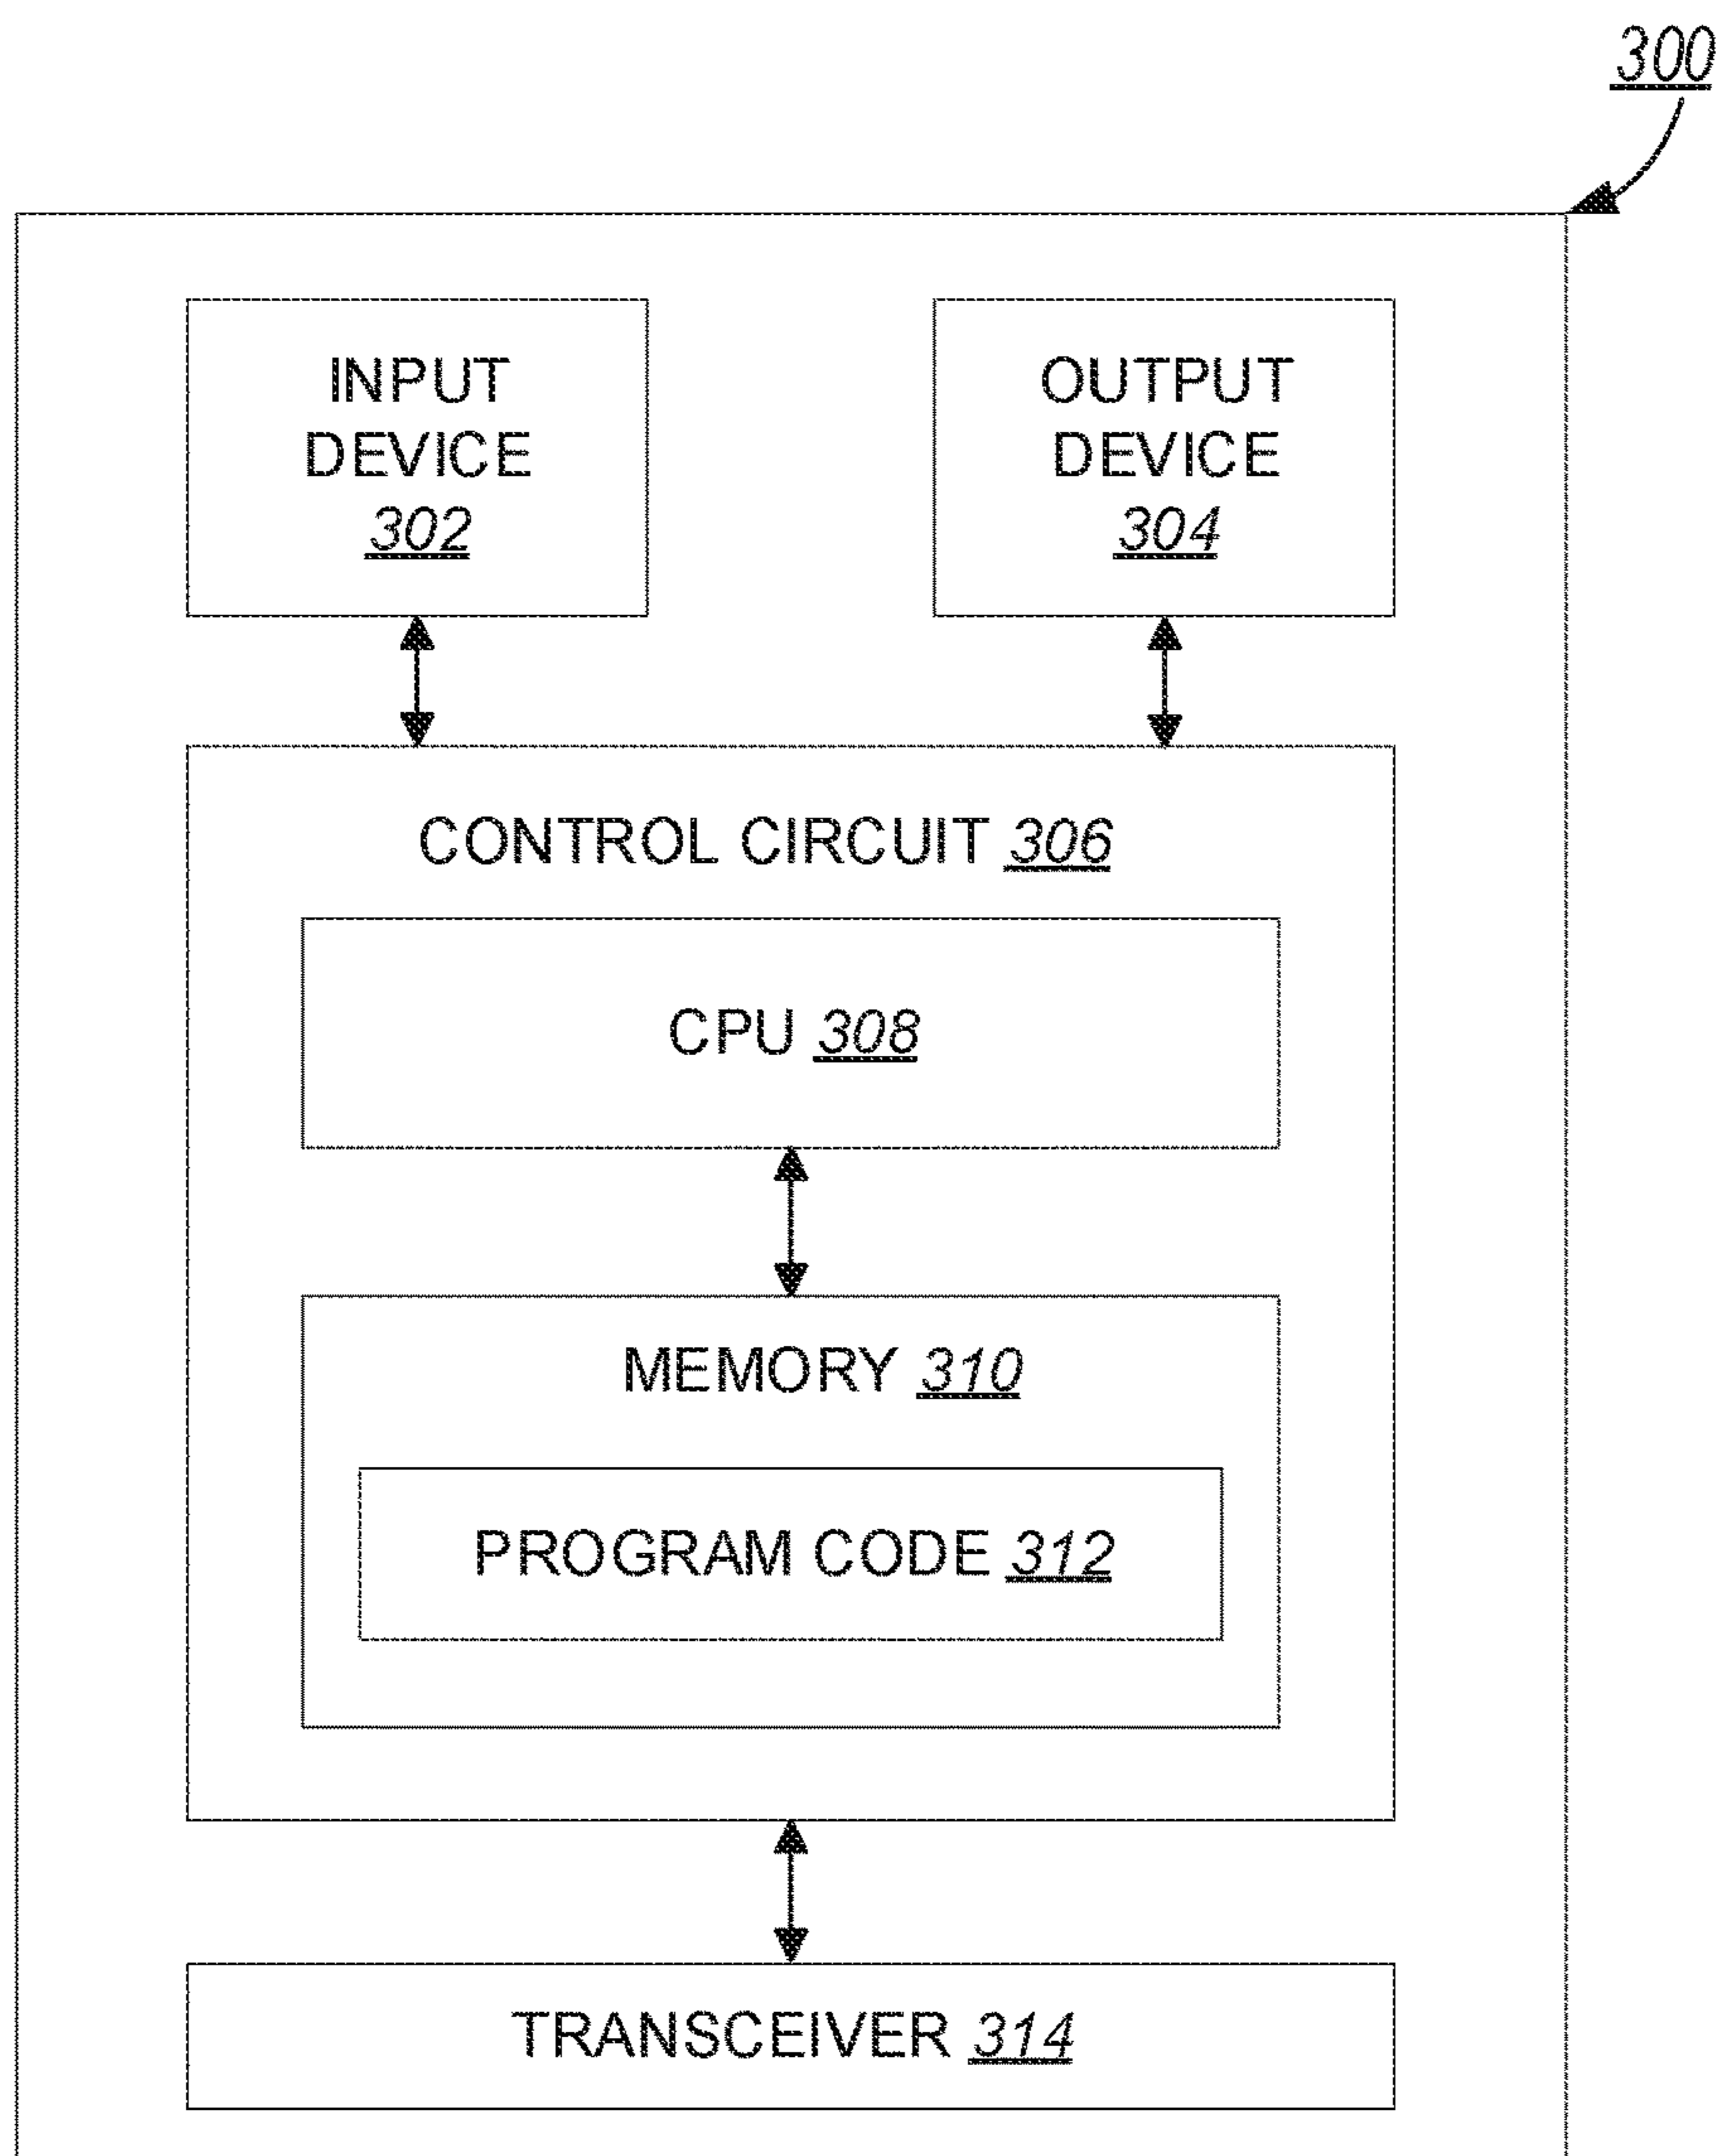 300
INPUT
DEVICE
302
OUTPUT
DEVICE
304
CONTROL CIRCUIT 306
CPU 308
MEMORY 310
PROGRAM CODE 312
TRANSCEIVER 314